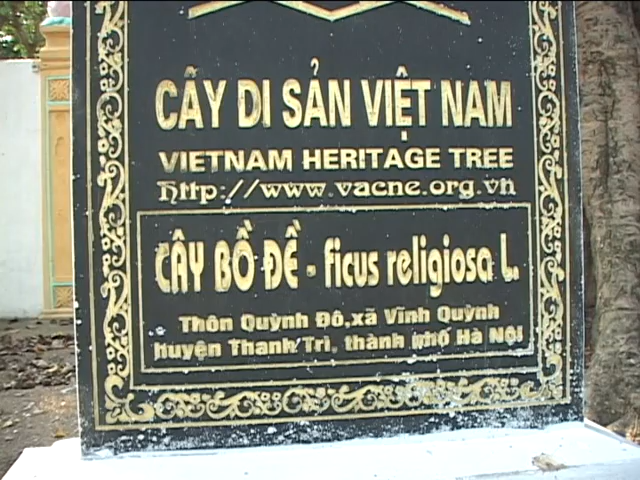 CÂY DI SẢN VIỆT NAM
VIETNAM HERITAGE TREE
http://www.vacne.org.vn
CÂY BỒ ĐỀ - ficus religiosa L.
Thôn Quỳnh Đô,xã Vĩnh Quỳnh
huyện Thanh Trì, thành phố Hà Nội